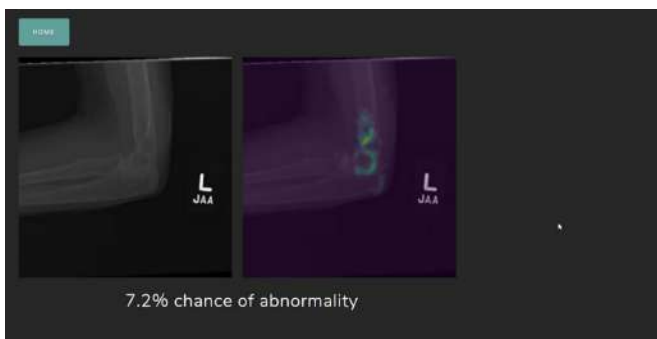 HOME
L
JAA
L
JAA
7.2% chance of abnormality